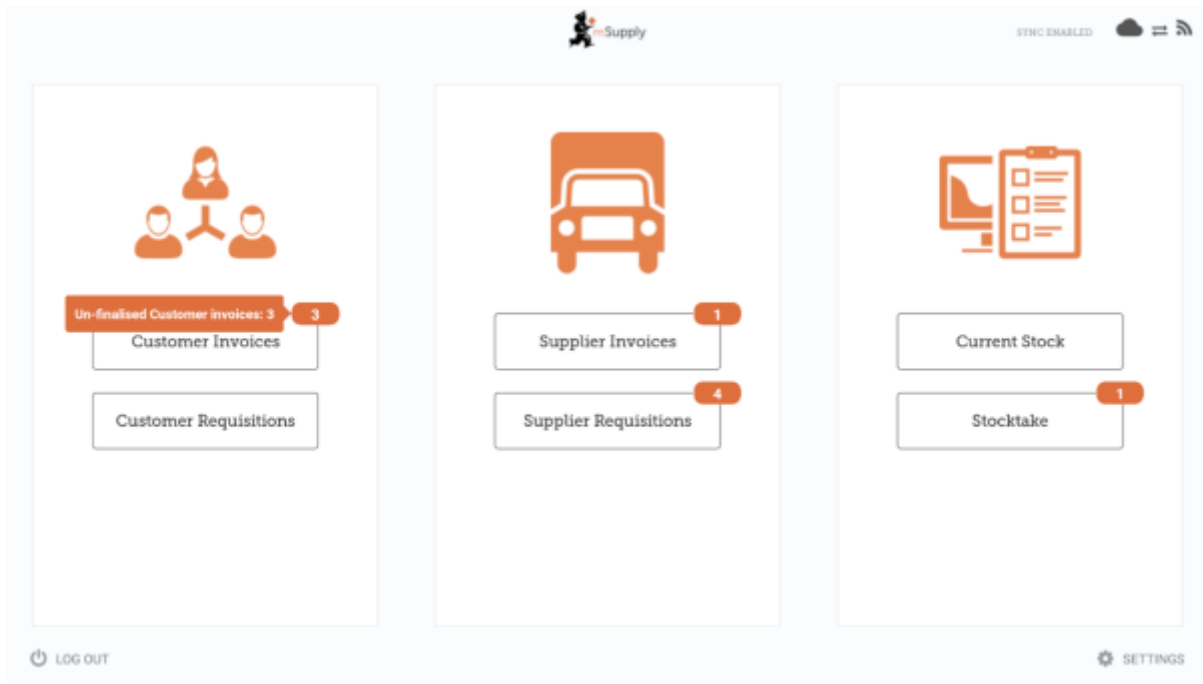 mSupply
SYNC ENABLED
Un-finalised Customer invoices: 3
3
Customer Invoices
Customer Requisitions
1
Supplier Invoices
4
Supplier Requisitions
Current Stock
1
Stocktake
LOG OUT
SETTINGS